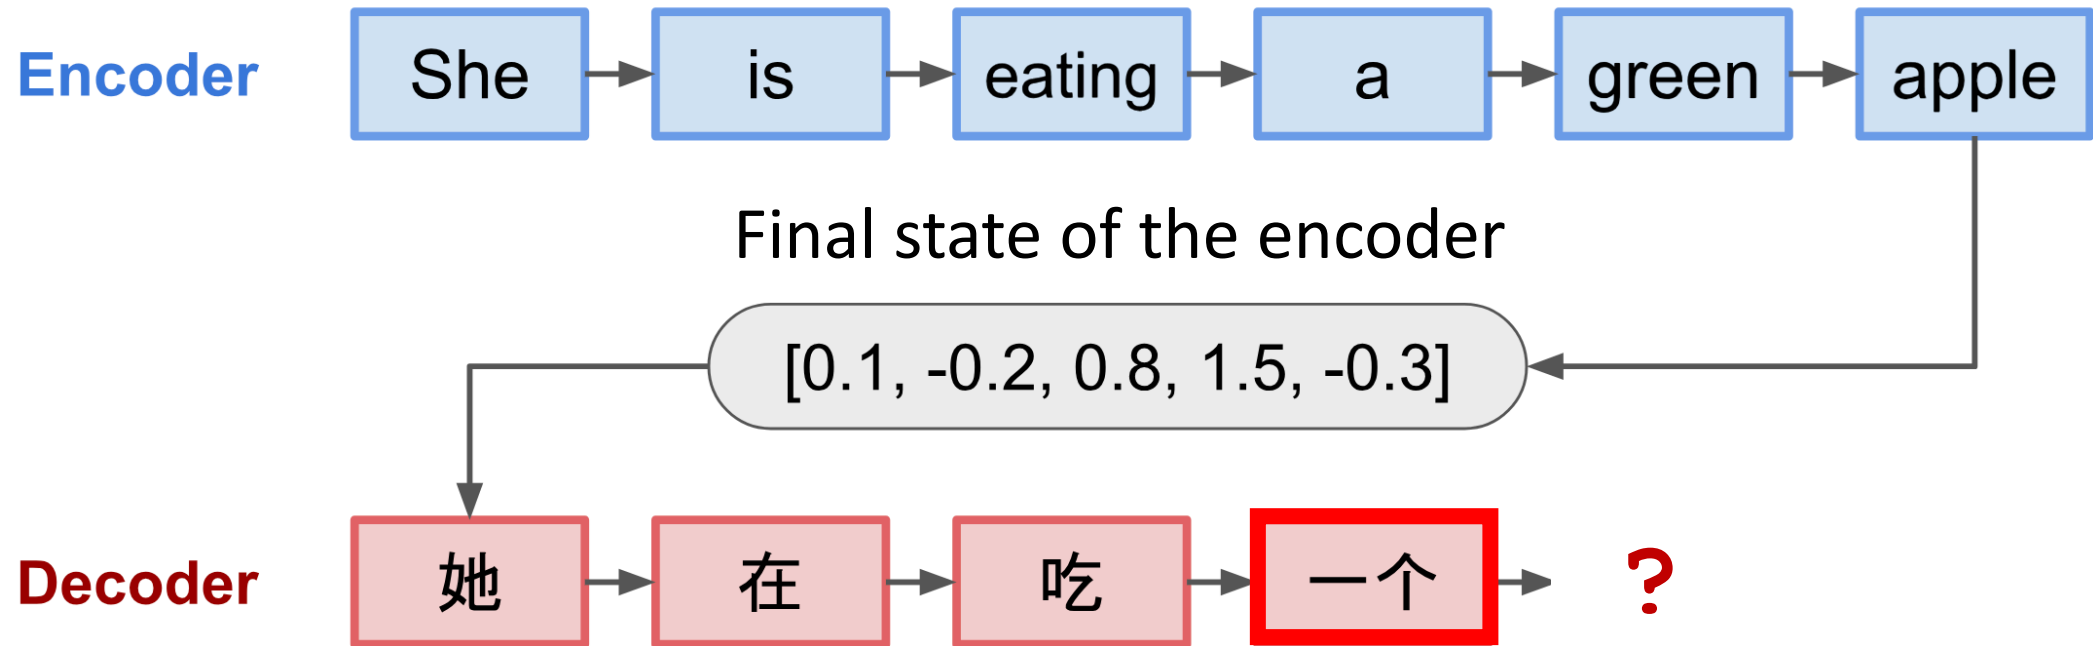 Encoder She is eating a green apple
Final state of the encoder
[0.1, -0.2, 0.8, 1.5, -0.3]
Decoder 她 在 吃 一个 ?